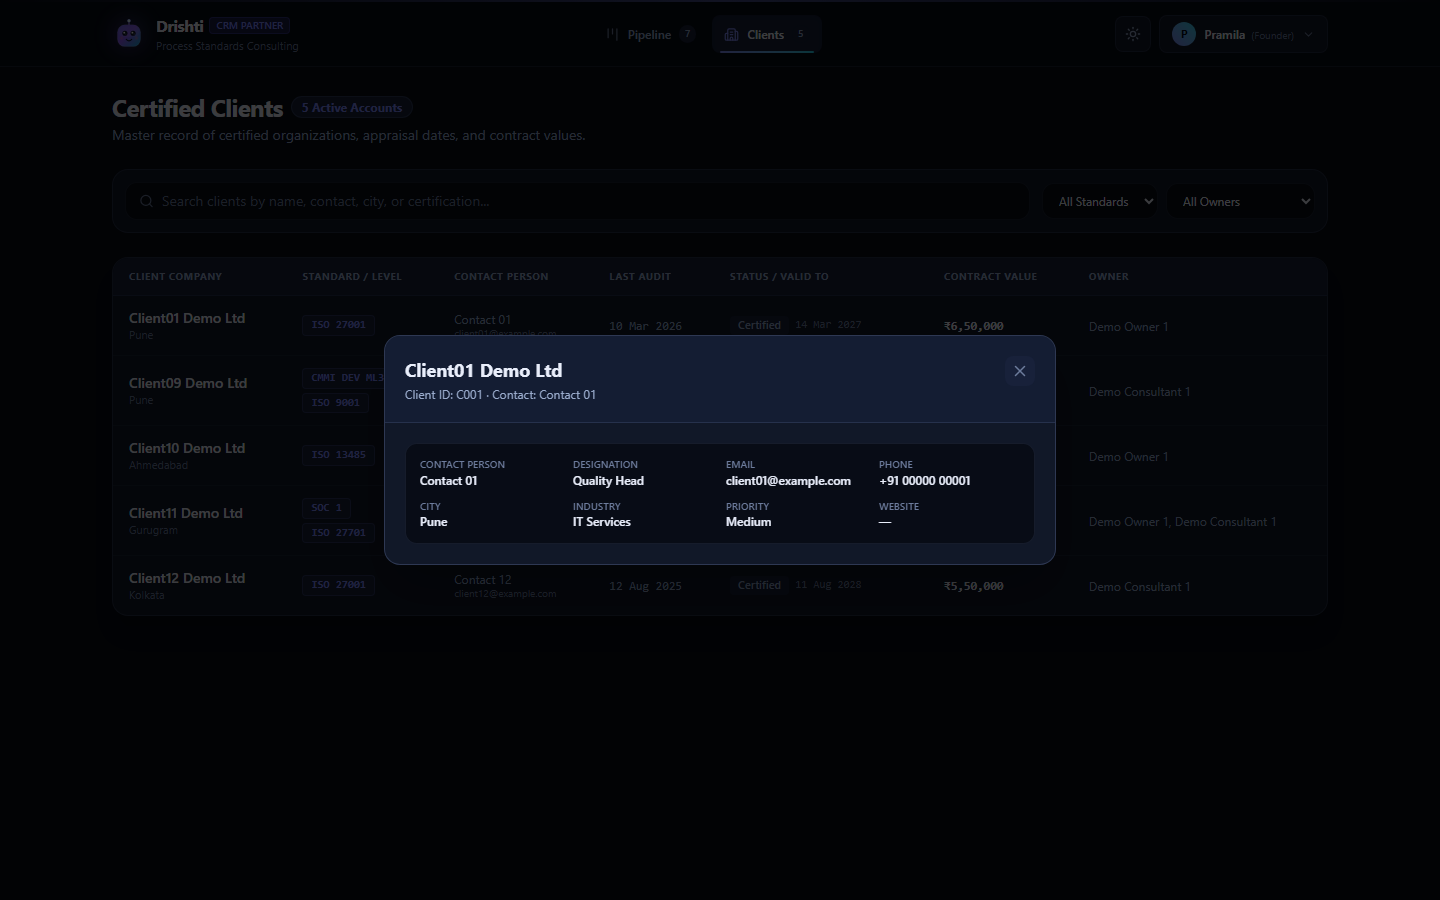 Drishti CRM PARTNER
Process Standards Consulting
Pipeline 7
Clients 5
P Pramila (Founder)
Certified Clients 5 Active Accounts
Master record of certified organizations, appraisal dates, and contract values.
Search clients by name, contact, city, or certification...
All Standards
All Owners
CLIENT COMPANY STANDARD / LEVEL CONTACT PERSON LAST AUDIT STATUS / VALID TO CONTRACT VALUE OWNER
Client01 Demo Ltd
Pune
ISO 27001
Contact 01
client01@example.com
10 Mar 2026
Certified 14 Mar 2027
₹6,50,000
Demo Owner 1
Client09 Demo Ltd
Pune
CMMI DEV ML3
ISO 9001
Demo Consultant 1
Client10 Demo Ltd
Ahmedabad
ISO 13485
Demo Owner 1
Client11 Demo Ltd
Gurugram
SOC 1
ISO 27701
Demo Owner 1, Demo Consultant 1
Client12 Demo Ltd
Kolkata
ISO 27001
Contact 12
client12@example.com
12 Aug 2025
Certified 11 Aug 2028
₹5,50,000
Demo Consultant 1
Client01 Demo Ltd
Client ID: C001 · Contact: Contact 01
CONTACT PERSON DESIGNATION EMAIL PHONE
Contact 01 Quality Head client01@example.com +91 00000 00001
CITY INDUSTRY PRIORITY WEBSITE
Pune IT Services Medium —